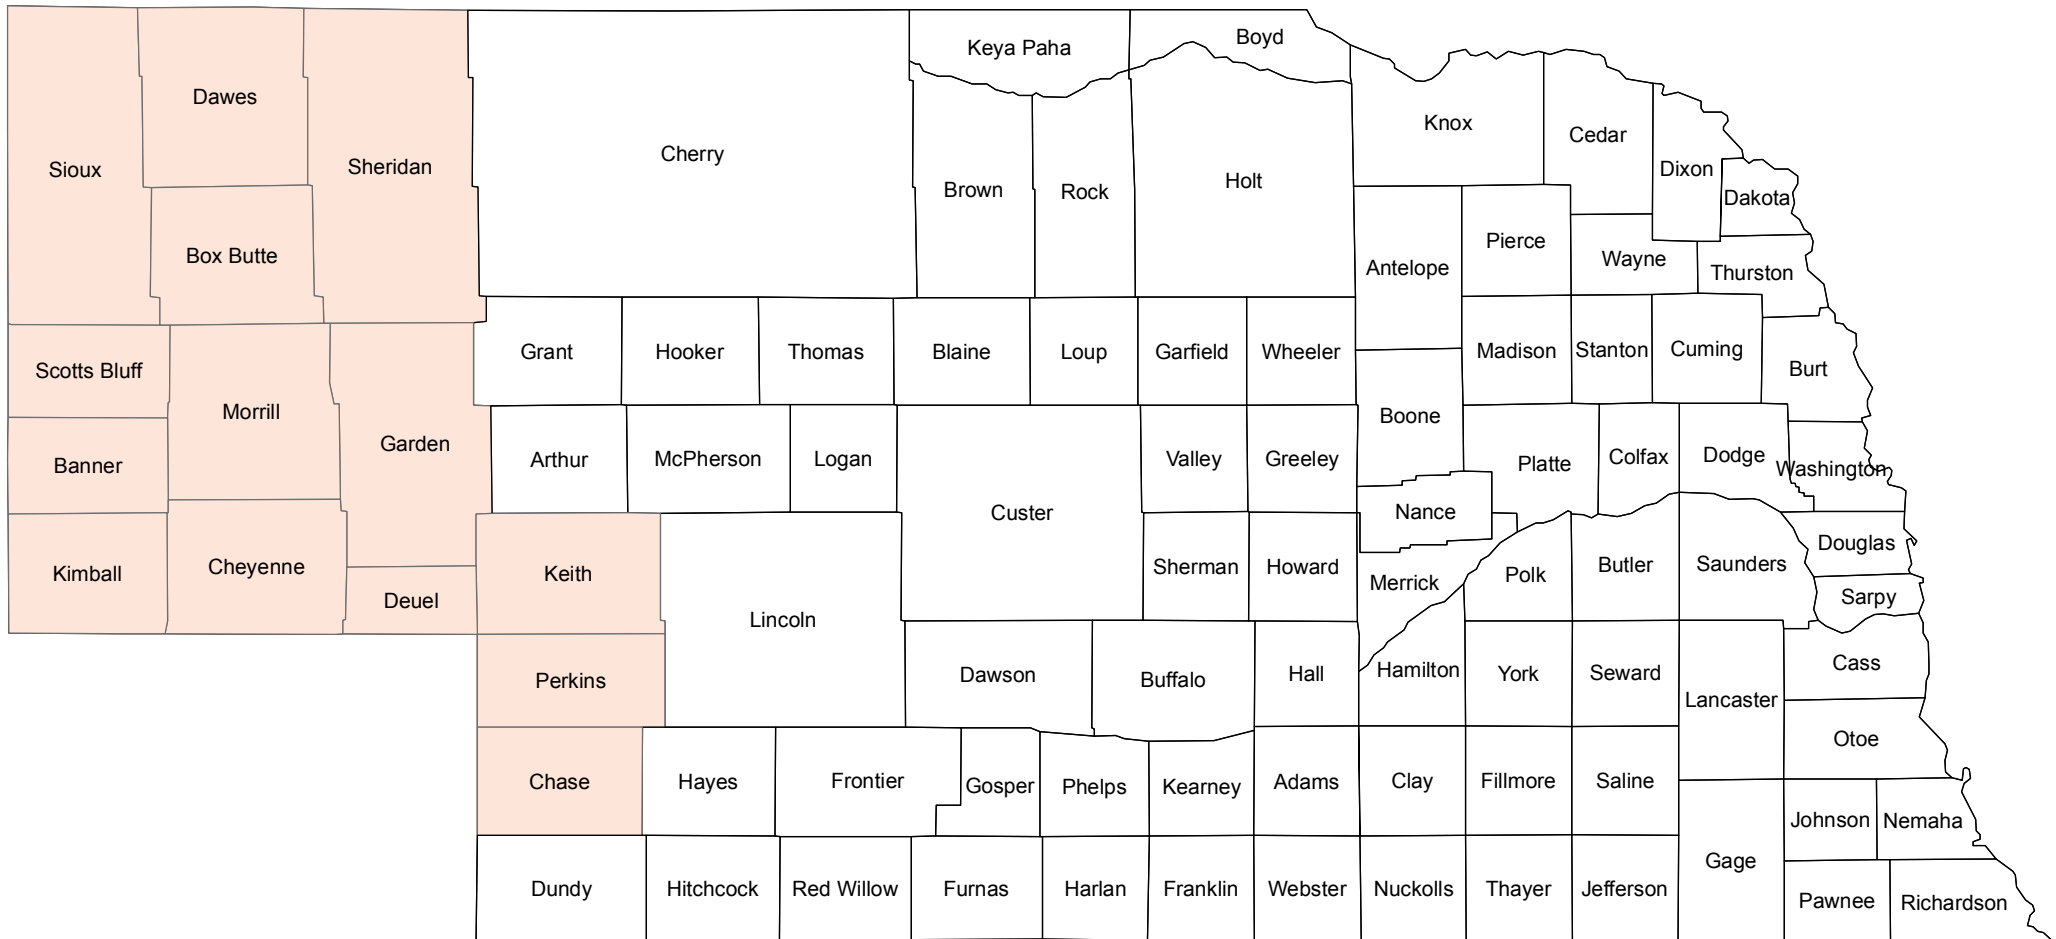 Keya Paha
Boyd
Dawes
Knox
Cedar
Sioux
Sheridan
Cherry
Brown
Rock
Holt
Dixon
Dakota
Box Butte
Antelope
Pierce
Wayne
Thurston
Scotts Bluff
Grant
Hooker
Thomas
Blaine
Loup
Garfield
Wheeler
Madison
Stanton
Cuming
Burt
Morrill
Garden
Boone
Banner
Arthur
McPherson
Logan
Valley
Greeley
Platte
Colfax
Dodge
Washington
Custer
Nance
Douglas
Kimball
Cheyenne
Keith
Sherman
Howard
Merrick
Polk
Butler
Saunders
Deuel
Lincoln
Sarpy
Perkins
Dawson
Buffalo
Hall
Hamilton
York
Seward
Lancaster
Cass
Otoe
Chase
Hayes
Frontier
Gosper
Phelps
Kearney
Adams
Clay
Fillmore
Saline
Johnson
Nemaha
Gage
Dundy
Hitchcock
Red Willow
Furnas
Harlan
Franklin
Webster
Nuckolls
Thayer
Jefferson
Pawnee
Richardson